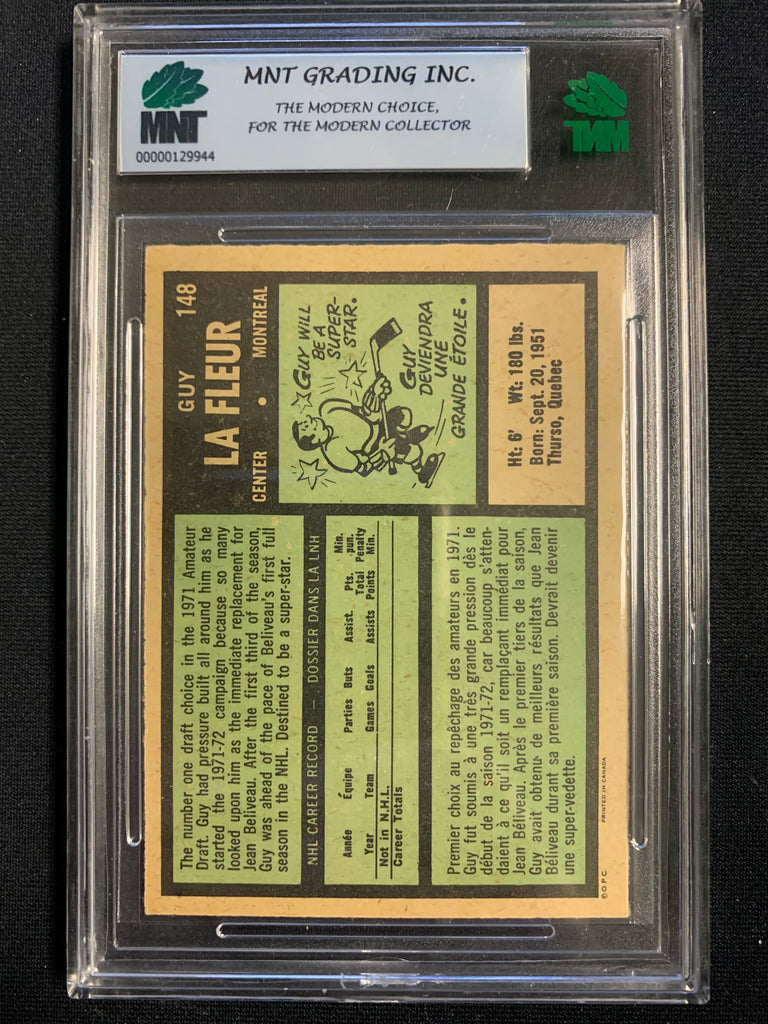 MNT GRADING INC.
THE MODERN CHOICE,
FOR THE MODERN COLLECTOR
MNT
00000129944
MNT
GUY 148
LA FLEUR
CENTER • MONTREAL
The number one draft choice in the 1971 Amateur
Draft. Guy had pressure built all around him as he
started the 1971-72 campaign because so many
looked upon him as the immediate replacement for
Jean Beliveau. After the first third of the season,
Guy was ahead of the pace of Beliveau's first full
season in the NHL. Destined to be a super-star.
GUY WILL
BE A
SUPER-
STAR.
GUY
DEVIENDRA
UNE
GRANDE ÉTOILE.
NHL CAREER RECORD — DOSSIER DANS LA LNH
Année Équipe Parties Buts Assist. Pts. Min. pun.
Year Team Games Goals Assists Total Points Penalty Min.
Not in N.H.L.
Career Totals
Ht: 6' Wt: 180 lbs.
Born: Sept. 20, 1951
Thurso, Quebec
Premier choix au repêchage des amateurs en 1971.
Guy fut soumis à une très grande pression dès le
début de la saison 1971-72, car beaucoup s'atten-
daient à ce qu'il soit un remplaçant immédiat pour
Jean Béliveau. Après le premier tiers de la saison,
Guy avait obtenu de meilleurs résultats que Jean
Béliveau durant sa première saison. Devrait devenir
une super-vedette.
© O.P.C. PRINTED IN CANADA